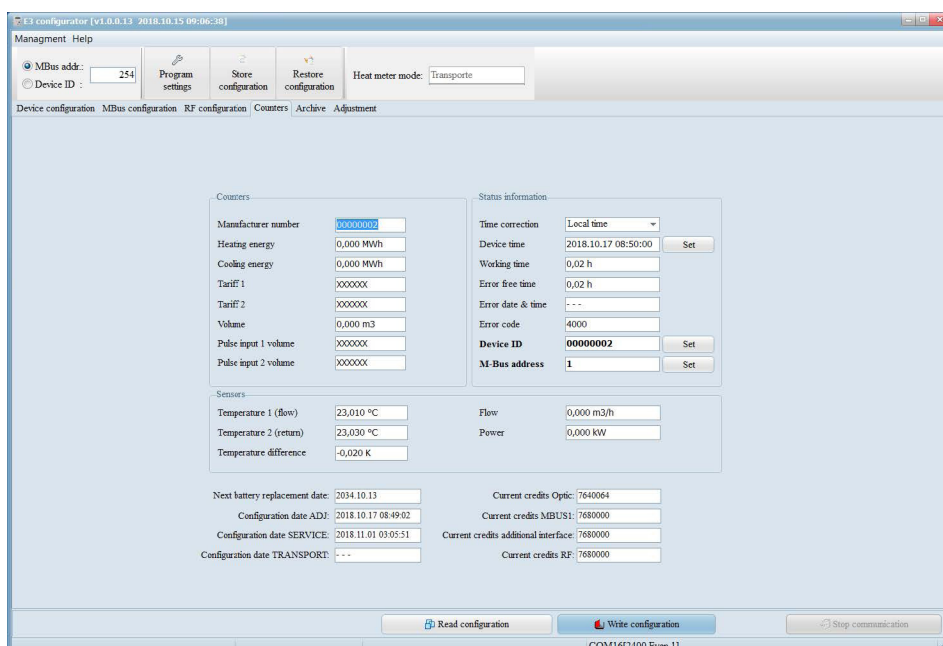 E3 configurator [v1.0.0.13 2018.10.15 09:06:38]
Managment Help
MBus addr.:
Device ID :
254
Program settings
Store configuration
Restore configuration
Heat meter mode: Transporte
Device configuration MBus configuration RF configuration Counters Archive Adjustment
Counters
Manufacturer number 00000002
Heating energy 0,000 MWh
Cooling energy 0,000 MWh
Tariff 1 XXXXXX
Tariff 2 XXXXXX
Volume 0,000 m3
Pulse input 1 volume XXXXXX
Pulse input 2 volume XXXXXX
Status information
Time correction Local time
Device time 2018.10.17 08:50:00 Set
Working time 0,02 h
Error free time 0,02 h
Error date & time - - -
Error code 4000
Device ID 00000002 Set
M-Bus address 1 Set
Sensors
Temperature 1 (flow) 23,010 °C
Temperature 2 (return) 23,030 °C
Temperature difference -0,020 K
Flow 0,000 m3/h
Power 0,000 kW
Next battery replacement date: 2034.10.13
Configuration date ADJ: 2018.10.17 08:49:02
Configuration date SERVICE: 2018.11.01 03:05:51
Configuration date TRANSPORT: - - -
Current credits Optic: 7640064
Current credits MBUS1: 7680000
Current credits additional interface: 7680000
Current credits RF: 7680000
Read configuration Write configuration Stop communication
COM16[2400 Even 1]